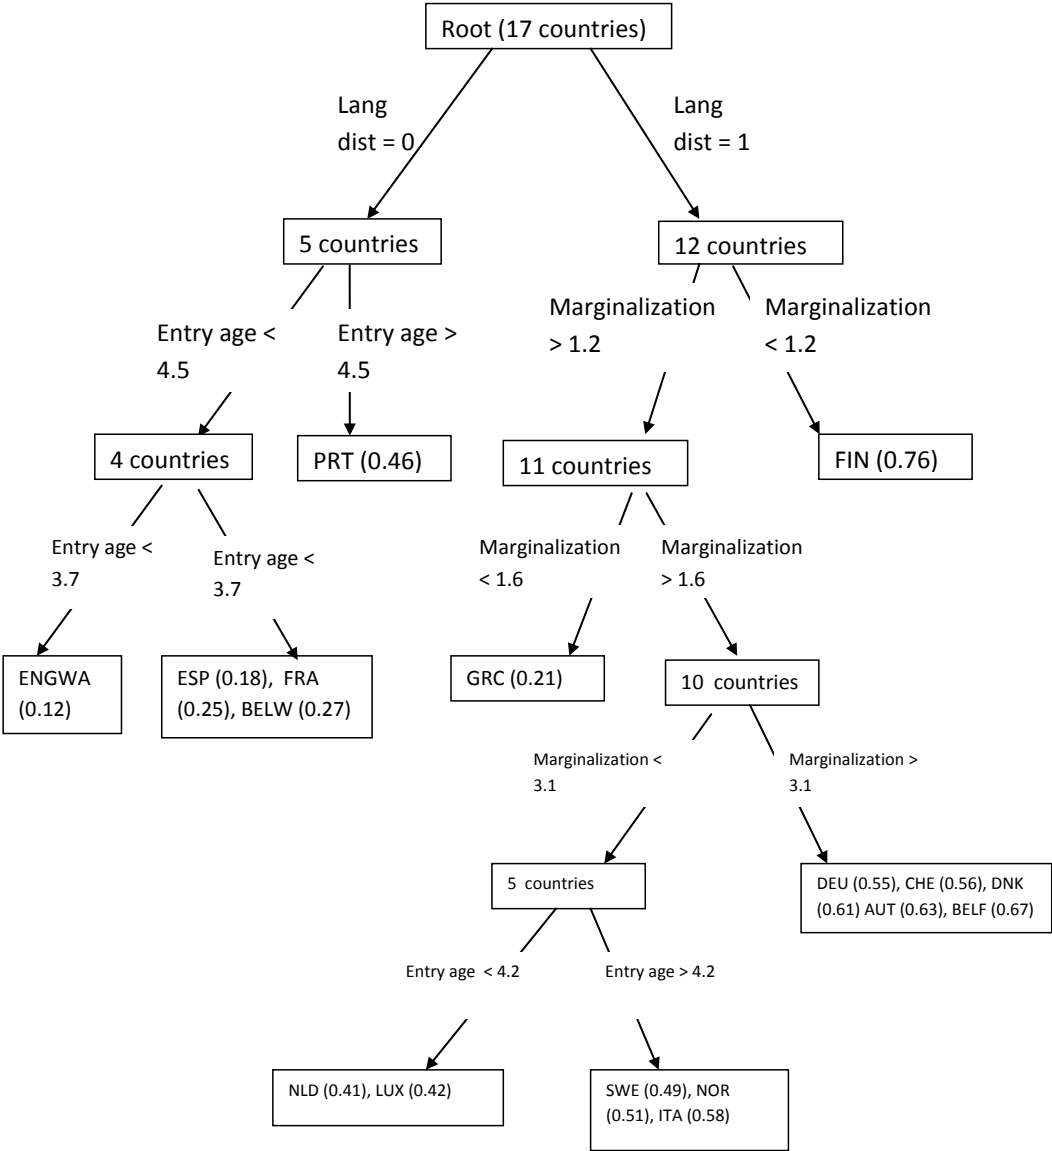 Root (17 countries)
Lang
dist = 0
Lang
dist = 1
5 countries
12 countries
Entry age <
4.5
Entry age >
4.5
Marginalization
> 1.2
Marginalization
< 1.2
4 countries
PRT (0.46)
11 countries
FIN (0.76)
Entry age <
3.7
Entry age <
3.7
Marginalization
< 1.6
Marginalization
> 1.6
ENGWA
(0.12)
ESP (0.18), FRA
(0.25), BELW (0.27)
GRC (0.21)
10 countries
Marginalization <
3.1
Marginalization >
3.1
5 countries
DEU (0.55), CHE (0.56), DNK
(0.61) AUT (0.63), BELF (0.67)
Entry age < 4.2
Entry age > 4.2
NLD (0.41), LUX (0.42)
SWE (0.49), NOR
(0.51), ITA (0.58)